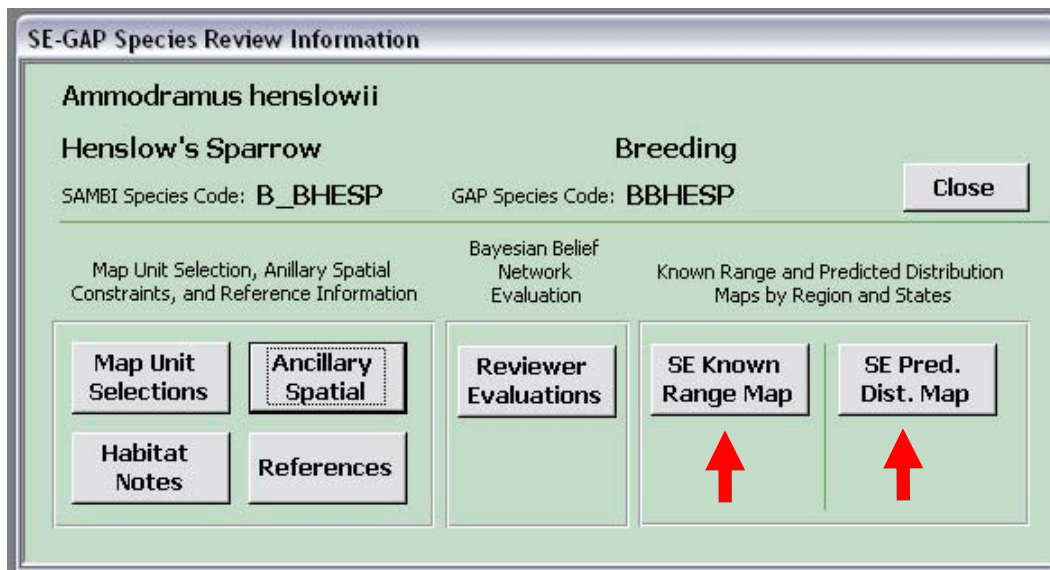 SE-GAP Species Review Information
Ammodramus henslowii
Henslow's Sparrow
Breeding
SAMBI Species Code: B_BHESP
GAP Species Code: BBHESP
Close
Map Unit Selection, Anillary Spatial
Constraints, and Reference Information
Bayesian Belief
Network
Evaluation
Known Range and Predicted Distribution
Maps by Region and States
Map Unit
Selections
Ancillary
Spatial
Habitat
Notes
References
Reviewer
Evaluations
SE Known
Range Map
SE Pred.
Dist. Map